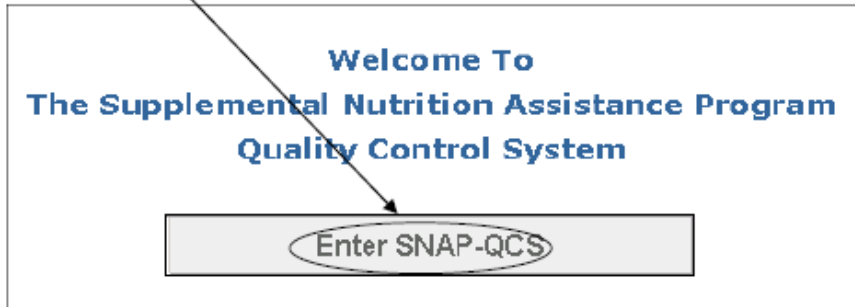 Welcome To
The Supplemental Nutrition Assistance Program
Quality Control System
Enter SNAP-QCS